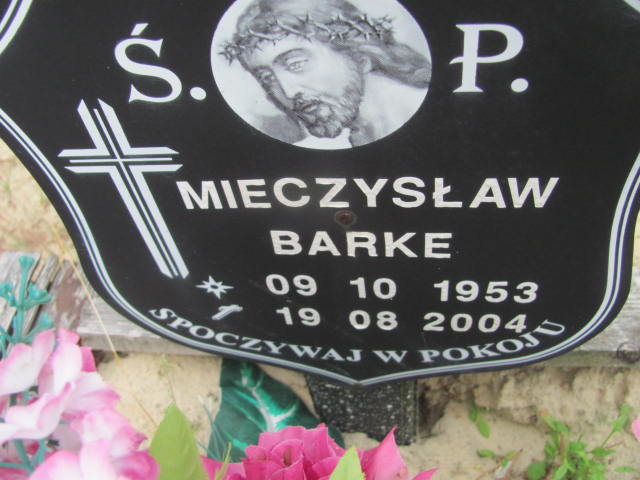 Ś. P.
MIECZYSŁAW
BARKE
09 10 1953
19 08 2004
SPOCZYWAJ W POKOJU